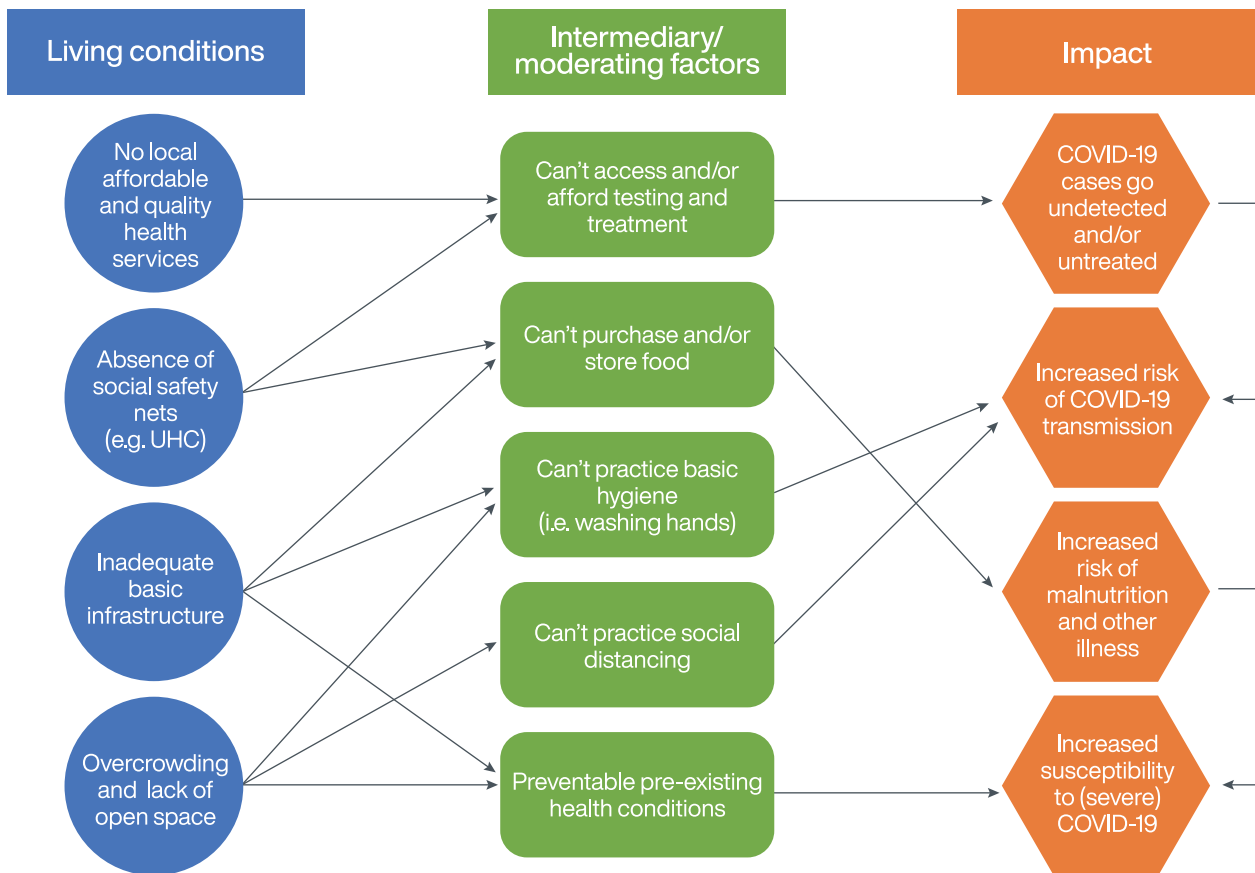 Living conditions
Intermediary/
moderating factors
Impact
No local
affordable
and quality
health
services
Can’t access and/or
afford testing and
treatment
COVID-19
cases go
undetected
and/or
untreated
Absence of
social safety
nets
(e.g. UHC)
Can’t purchase and/or
store food
Increased risk
of COVID-19
transmission
Can’t practice basic
hygiene
(i.e. washing hands)
Inadequate
basic
infrastructure
Can’t practice social
distancing
Increased
risk of
malnutrition
and other
illness
Overcrowding
and lack of
open space
Preventable pre-existing
health conditions
Increased
susceptibility
to (severe)
COVID-19